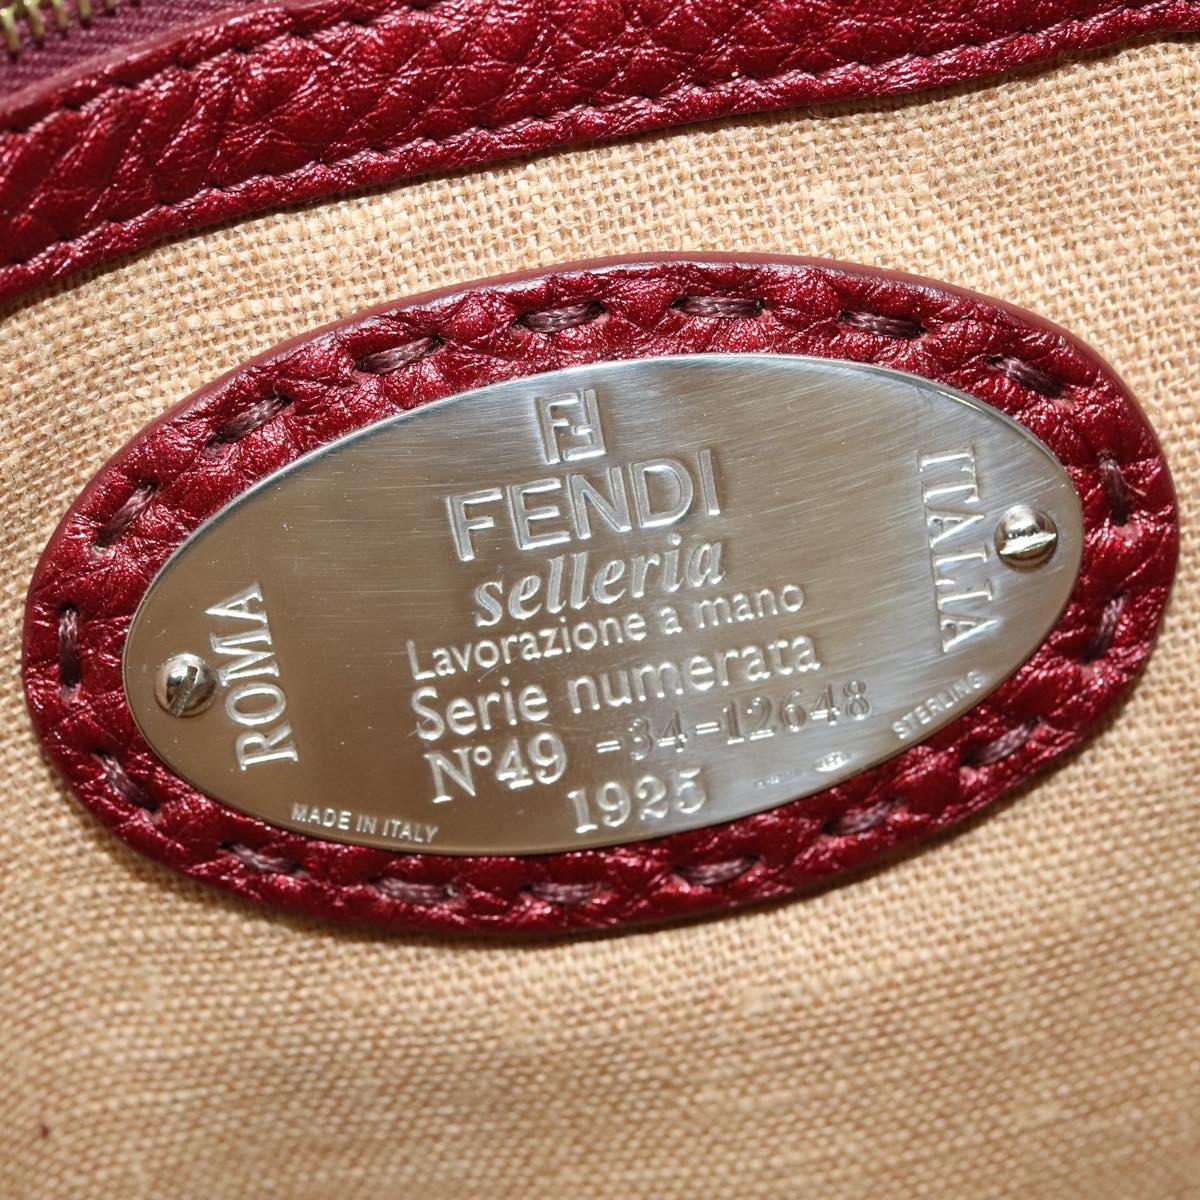 FENDI
selleria
Lavorazione a mano
Serie numerata
N°49 -34-12648
1925
ROMA
ITALIA
MADE IN ITALY
STERLING